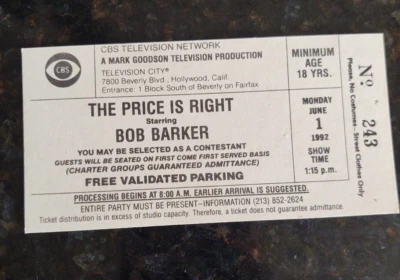 CBS
CBS TELEVISION NETWORK
A MARK GOODSON TELEVISION PRODUCTION
TELEVISION CITY®
7800 Beverly Blvd., Hollywood, Calif.
Entrance: 1 Block South of Beverly on Fairfax
MINIMUM
AGE
18 YRS.
THE PRICE IS RIGHT
Starring
BOB BARKER
YOU MAY BE SELECTED AS A CONTESTANT
GUESTS WILL BE SEATED ON FIRST COME FIRST SERVED BASIS
(CHARTER GROUPS GUARANTEED ADMITTANCE)
FREE VALIDATED PARKING
MONDAY
JUNE
1
1992
SHOW
TIME
1:15 p.m.
PROCESSING BEGINS AT 8:00 A.M. EARLIER ARRIVAL IS SUGGESTED.
ENTIRE PARTY MUST BE PRESENT–INFORMATION (213) 852-2624
Ticket distribution is in excess of studio capacity. Therefore, a ticket does not guarantee admittance.
Please, No Costumes - Street Clothes Only
No 243